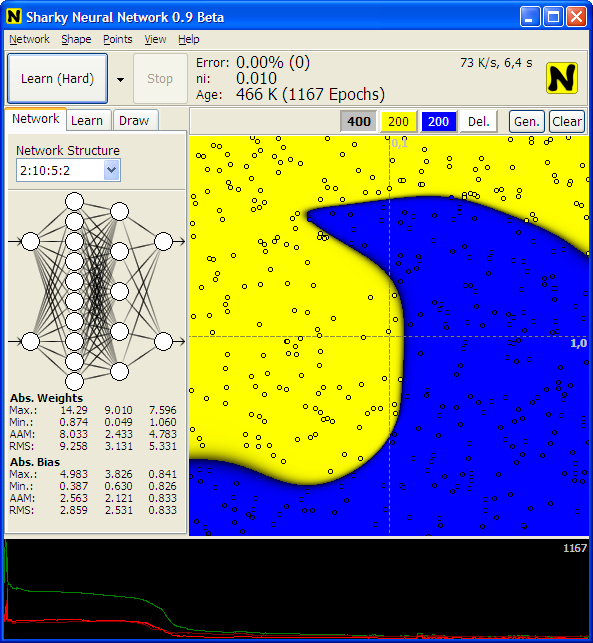 N Sharky Neural Network 0.9 Beta
Network Shape Points View Help
Learn (Hard) Stop
Error: 0.00% (0) 73 K/s, 6,4 s
ni: 0.010
Age: 466 K (1167 Epochs)
N
Network Learn Draw
400 200 200 Del. Gen. Clear
Network Structure
2:10:5:2
0,1
1,0
Abs. Weights
Max.: 14.29 9.010 7.596
Min.: 0.874 0.049 1.060
AAM: 8.033 2.433 4.783
RMS: 9.258 3.131 5.331
Abs. Bias
Max.: 4.983 3.826 0.841
Min.: 0.387 0.630 0.826
AAM: 2.563 2.121 0.833
RMS: 2.859 2.531 0.833
1167